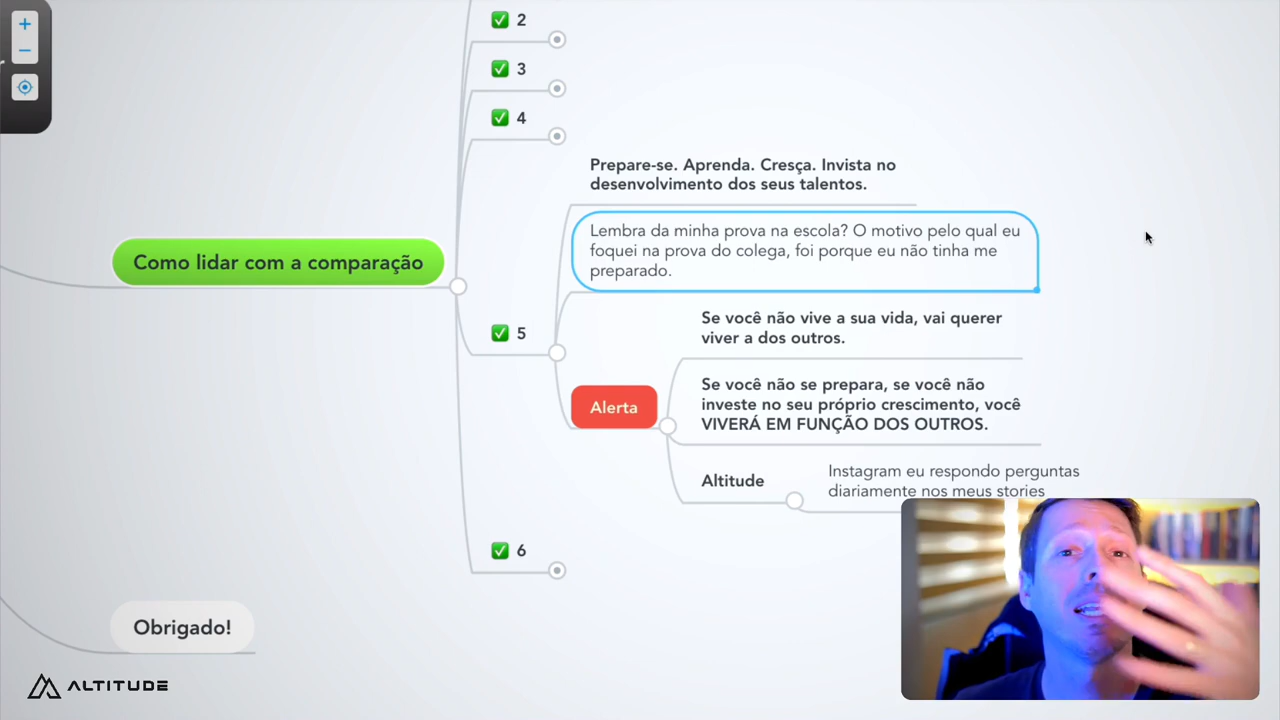 2
3
4
Prepare-se. Aprenda. Cresça. Invista no
desenvolvimento dos seus talentos.
Lembra da minha prova na escola? O motivo pelo qual eu
foquei na prova do colega, foi porque eu não tinha me
preparado.
Como lidar com a comparação
5
Se você não vive a sua vida, vai querer
viver a dos outros.
Alerta
Se você não se prepara, se você não
investe no seu próprio crescimento, você
VIVERÁ EM FUNÇÃO DOS OUTROS.
Altitude
Instagram eu respondo perguntas
diariamente nos meus stories
6
Obrigado!
ALTITUDE